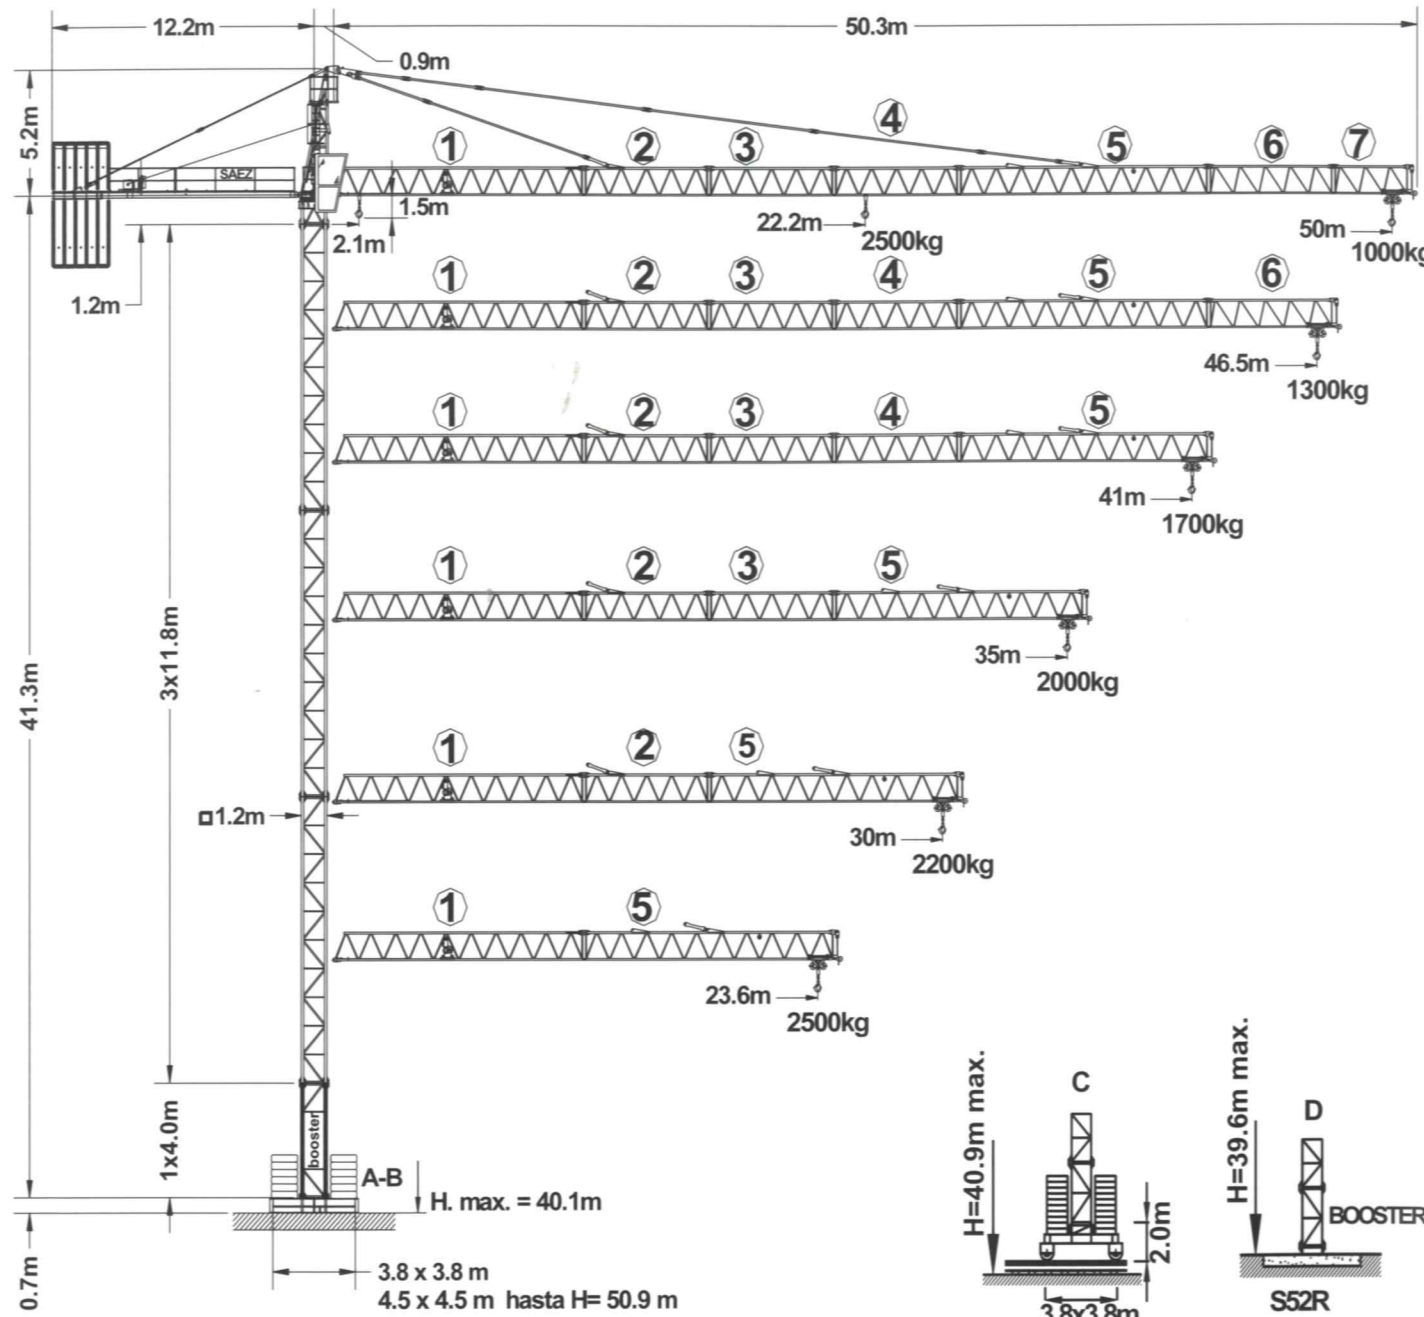 12.2m
50.3m
0.9m
5.2m
4
1 2 3 5 6 7
SAEZ
1.5m
2.1m
22.2m
2500kg
50m
1000kg
1.2m
1 2 3 4 5 6
46.5m
1300kg
1 2 3 4 5
41m
1700kg
1 2 3 5
35m
2000kg
3x11.8m
41.3m
1 2 5
1.2m
30m
2200kg
1 5
23.6m
2500kg
1x4.0m
booster
A-B
H. max. = 40.1m
0.7m
3.8 x 3.8 m
4.5 x 4.5 m hasta H= 50.9 m
H=40.9m max.
C
2.0m
3.8x3.8m
H=39.6m max.
D
BOOSTER
S52R